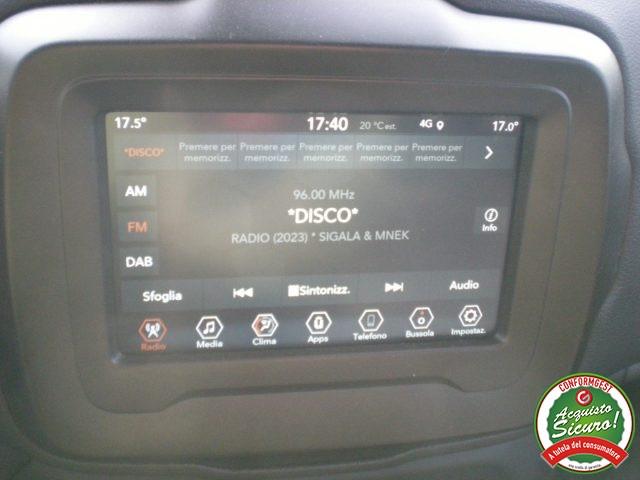 17.5° 17:40 20 °C est. 4G 17.0°
*DISCO* Premere per memorizz. Premere per memorizz. Premere per memorizz. Premere per memorizz. Premere per memorizz.
AM
96.00 MHz
*DISCO*
FM
Info
RADIO (2023) * SIGALA & MNEK
DAB
Sfoglia Sintonizz. Audio
Radio Media Clima Apps Telefono Bussola Impostaz.
CONFORMGEST
Acquisto
Sicuro!
A tutela del consumatore